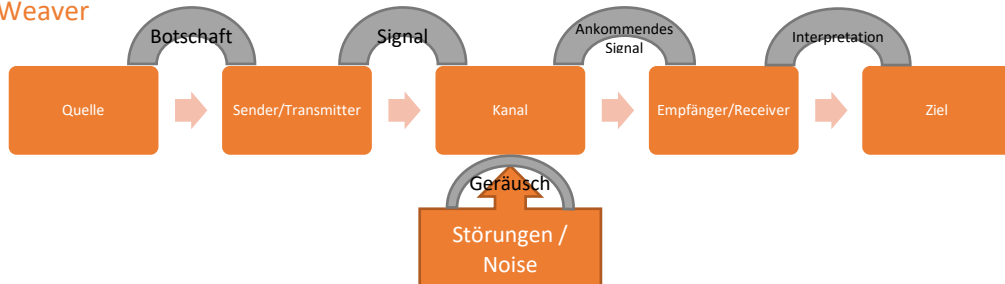 Weaver
Botschaft
Signal
Ankommendes
Signal
Interpretation
Quelle
Sender/Transmitter
Kanal
Empfänger/Receiver
Ziel
Geräusch
Störungen /
Noise